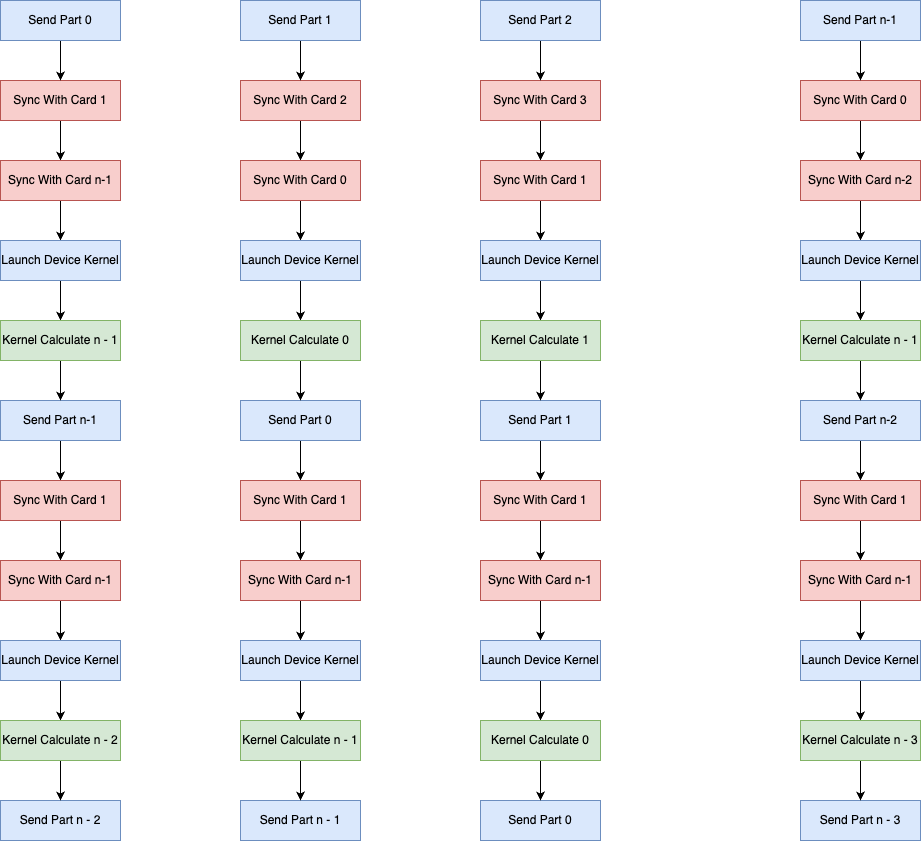 Send Part 0
Send Part 1
Send Part 2
Send Part n-1
Sync With Card 1
Sync With Card 2
Sync With Card 3
Sync With Card 0
Sync With Card n-1
Sync With Card 0
Sync With Card 1
Sync With Card n-2
Launch Device Kernel
Launch Device Kernel
Launch Device Kernel
Launch Device Kernel
Kernel Calculate n - 1
Kernel Calculate 0
Kernel Calculate 1
Kernel Calculate n - 1
Send Part n-1
Send Part 0
Send Part 1
Send Part n-2
Sync With Card 1
Sync With Card 1
Sync With Card 1
Sync With Card 1
Sync With Card n-1
Sync With Card n-1
Sync With Card n-1
Sync With Card n-1
Launch Device Kernel
Launch Device Kernel
Launch Device Kernel
Launch Device Kernel
Kernel Calculate n - 2
Kernel Calculate n - 1
Kernel Calculate 0
Kernel Calculate n - 3
Send Part n - 2
Send Part n - 1
Send Part 0
Send Part n - 3